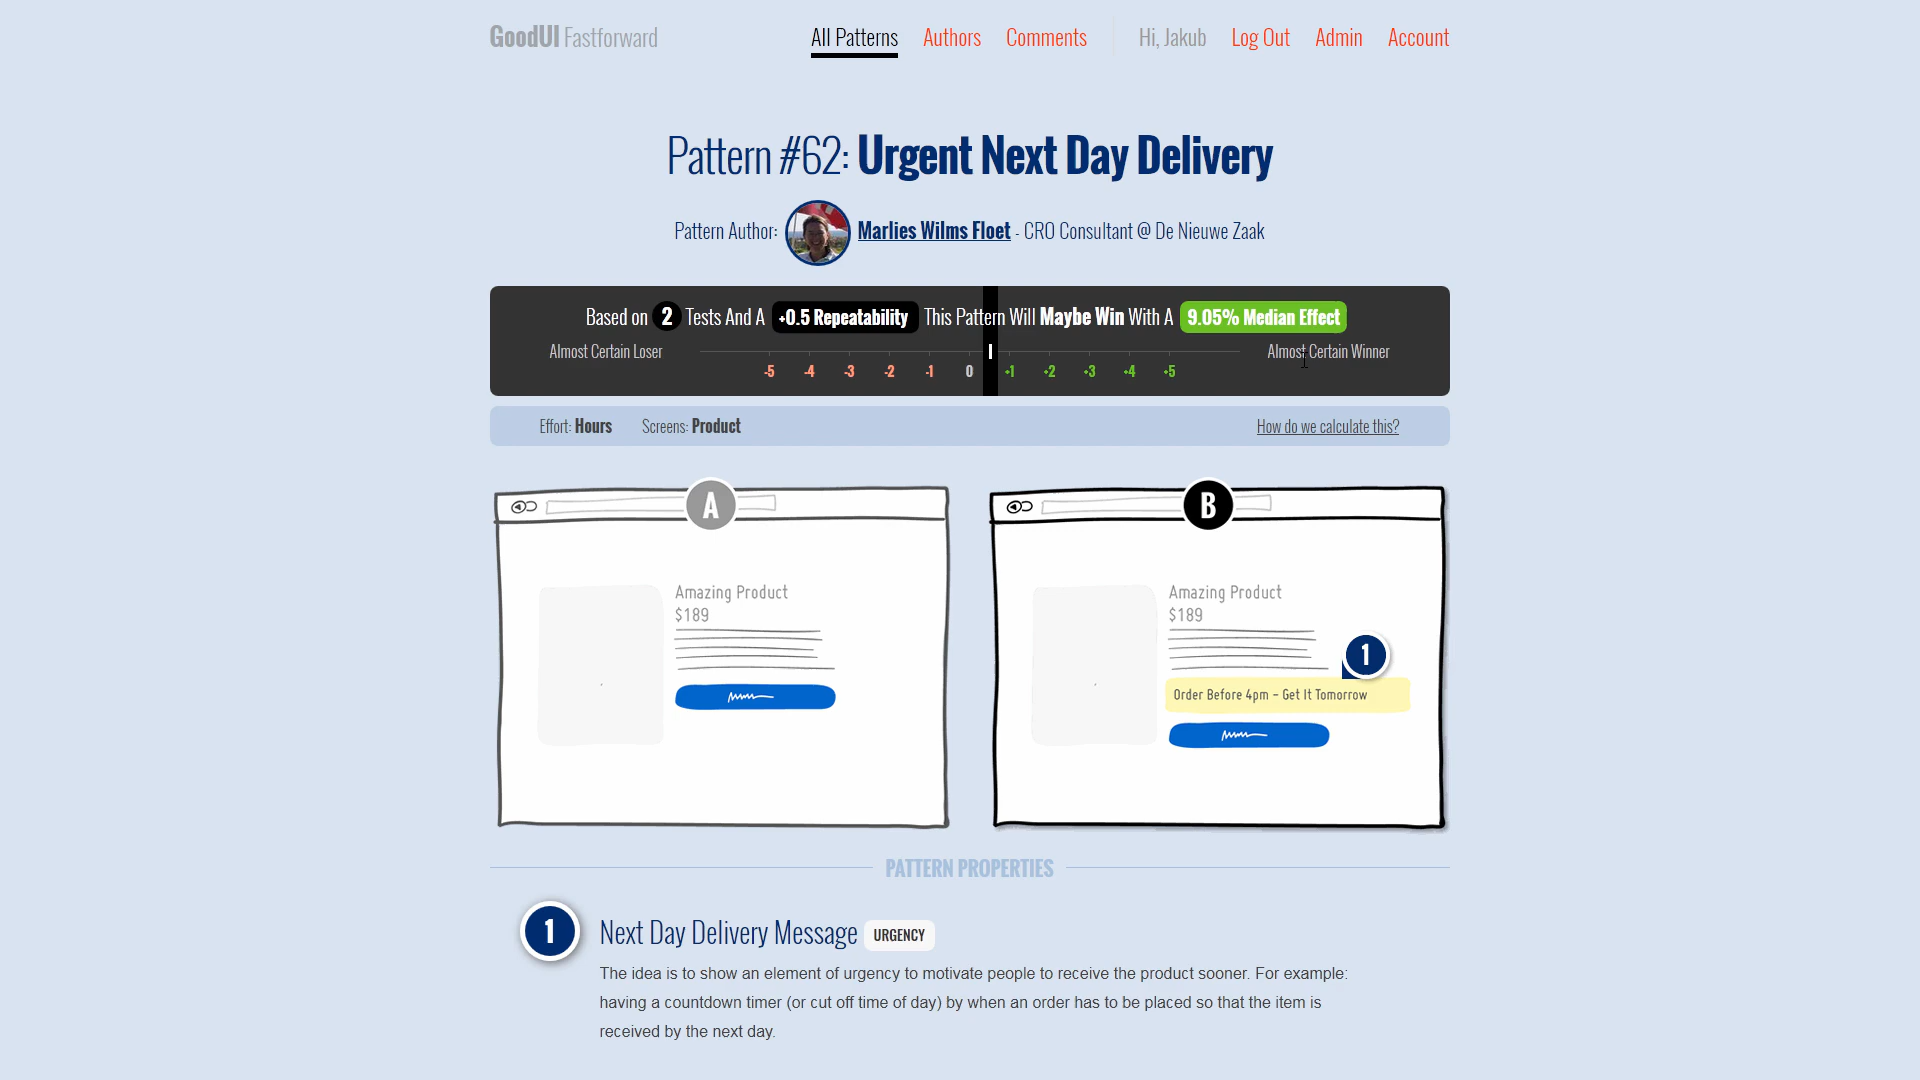 GoodUI Fastforward
All Patterns Authors Comments Hi, Jakub Log Out Admin Account
Pattern #62: Urgent Next Day Delivery
Pattern Author: Marlies Wilms Floet - CRO Consultant @ De Nieuwe Zaak
Based on 2 Tests And A +0.5 Repeatability This Pattern Will Maybe Win With A 9.05% Median Effect
Almost Certain Loser Almost Certain Winner
-5 -4 -3 -2 -1 0 +1 +2 +3 +4 +5
Effort: Hours Screens: Product How do we calculate this?
A
Amazing Product
$189
B
Amazing Product
$189
1
Order Before 4pm - Get It Tomorrow
PATTERN PROPERTIES
1 Next Day Delivery Message URGENCY
The idea is to show an element of urgency to motivate people to receive the product sooner. For example:
having a countdown timer (or cut off time of day) by when an order has to be placed so that the item is
received by the next day.